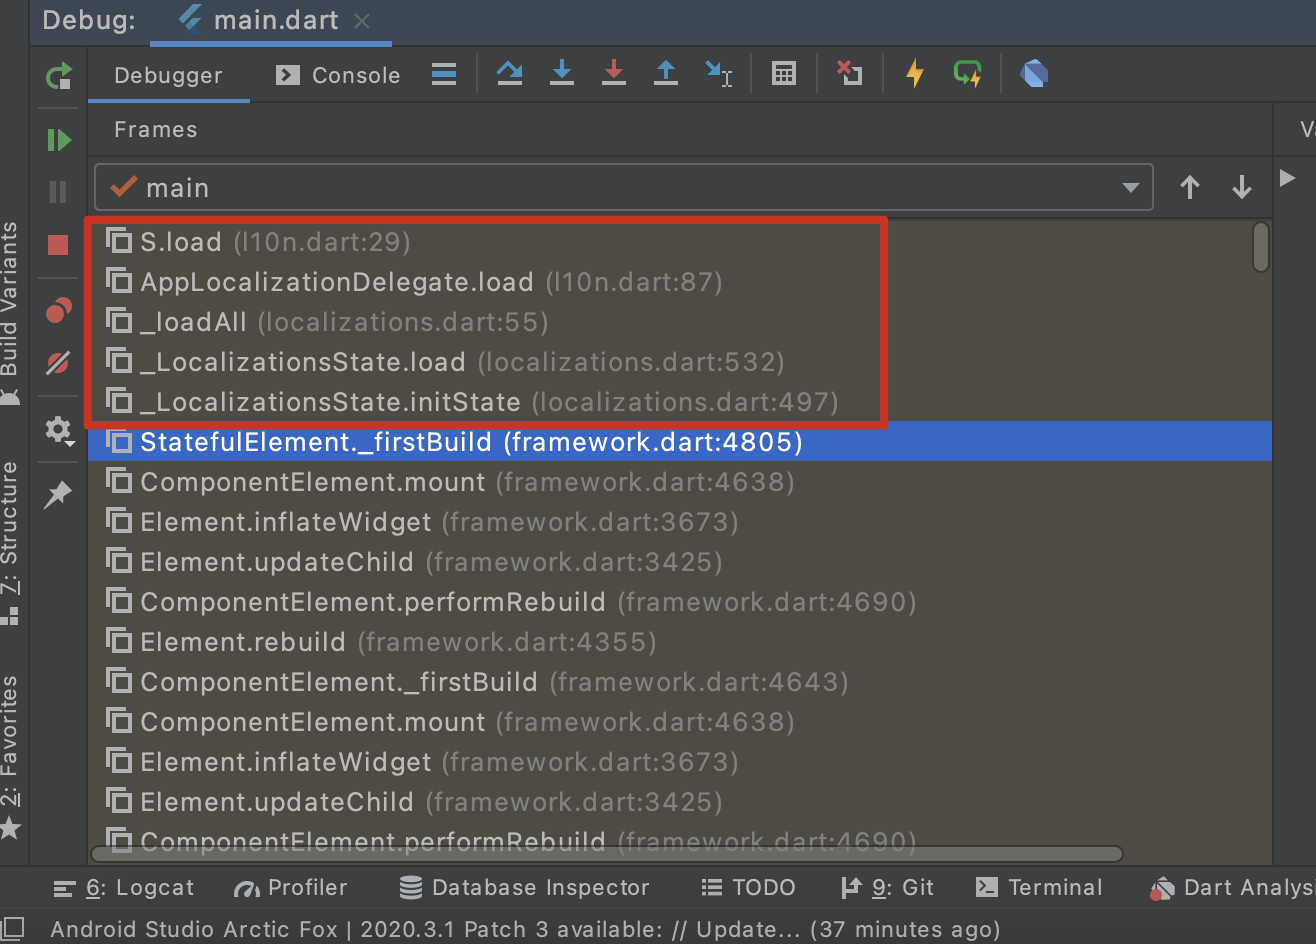 Debug: main.dart
Debugger Console
Frames
main
S.load (l10n.dart:29)
AppLocalizationDelegate.load (l10n.dart:87)
_loadAll (localizations.dart:55)
_LocalizationsState.load (localizations.dart:532)
_LocalizationsState.initState (localizations.dart:497)
StatefulElement._firstBuild (framework.dart:4805)
ComponentElement.mount (framework.dart:4638)
Element.inflateWidget (framework.dart:3673)
Element.updateChild (framework.dart:3425)
ComponentElement.performRebuild (framework.dart:4690)
Element.rebuild (framework.dart:4355)
ComponentElement._firstBuild (framework.dart:4643)
ComponentElement.mount (framework.dart:4638)
Element.inflateWidget (framework.dart:3673)
Element.updateChild (framework.dart:3425)
ComponentElement.performRebuild (framework.dart:4690)
Build Variants
7: Structure
2: Favorites
6: Logcat Profiler Database Inspector TODO 9: Git Terminal Dart Analysi
Android Studio Arctic Fox | 2020.3.1 Patch 3 available: // Update... (37 minutes ago)